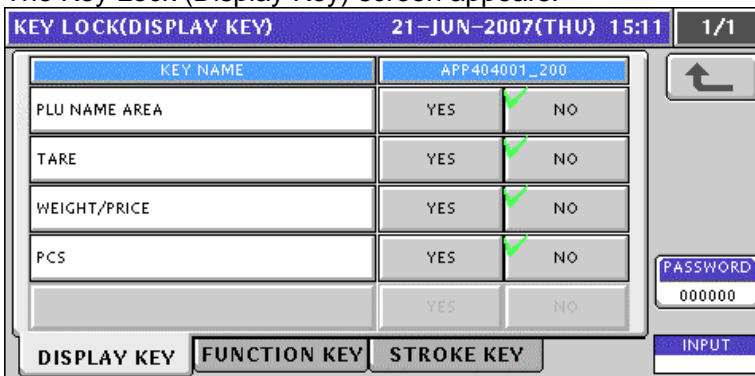 The Key Lock (Display Key) screen appears.
KEY LOCK(DISPLAY KEY) 21-JUN-2007(THU) 15:11 1/1
KEY NAME APP404001_200
PLU NAME AREA YES NO
TARE YES NO
WEIGHT/PRICE YES NO
PCS YES NO
YES NO
PASSWORD
000000
DISPLAY KEY FUNCTION KEY STROKE KEY INPUT